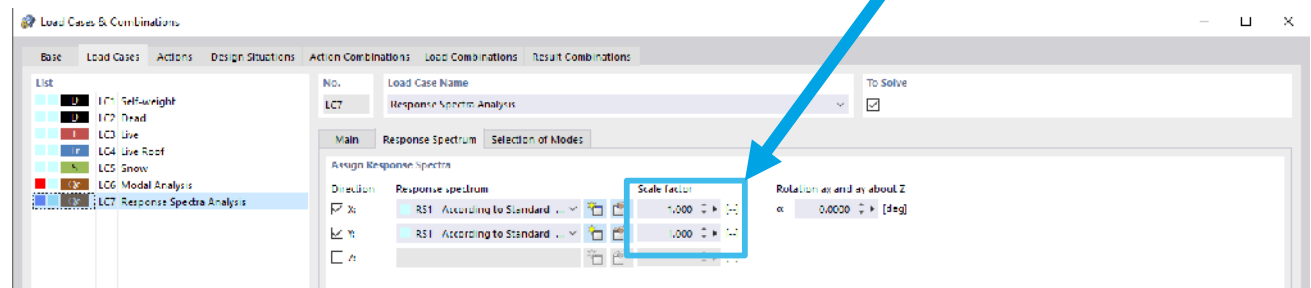 Load Cases & Combinations
Base Load Cases Actions Design Situations Action Combinations Load Combinations Result Combinations
List
D LC1 Self-weight
D LC2 Dead
L LC3 Live
Lr LC4 Live Roof
S LC5 Snow
LC6 Modal Analysis
LC7 Response Spectra Analysis
No. Load Case Name To Solve
LC7 Response Spectra Analysis
Main Response Spectrum Selection of Modes
Assign Response Spectra
Direction Response spectrum Scale factor Rotation ax and ay about Z
X: RS1 According to Standard ... 1.000 [--] α: 0.0000 [deg]
Y: RS1 According to Standard ... 1.000 [--]
Z: